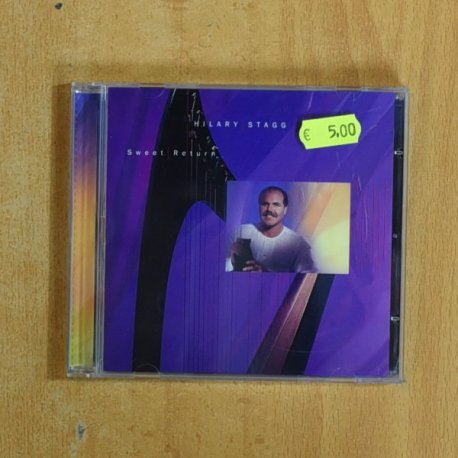 HILARY STAGG
€ 5,00
Sweet Return